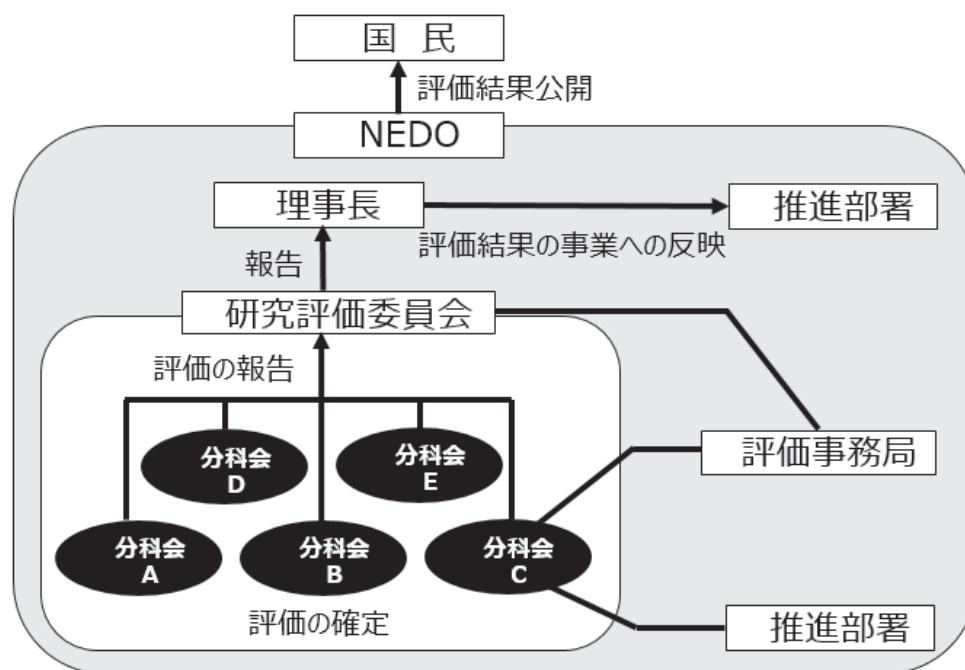 国 民
評価結果公開
NEDO
理事長
推進部署
評価結果の事業への反映
報告
研究評価委員会
評価の報告
分科会
D
分科会
E
評価事務局
分科会
A
分科会
B
分科会
C
評価の確定
推進部署